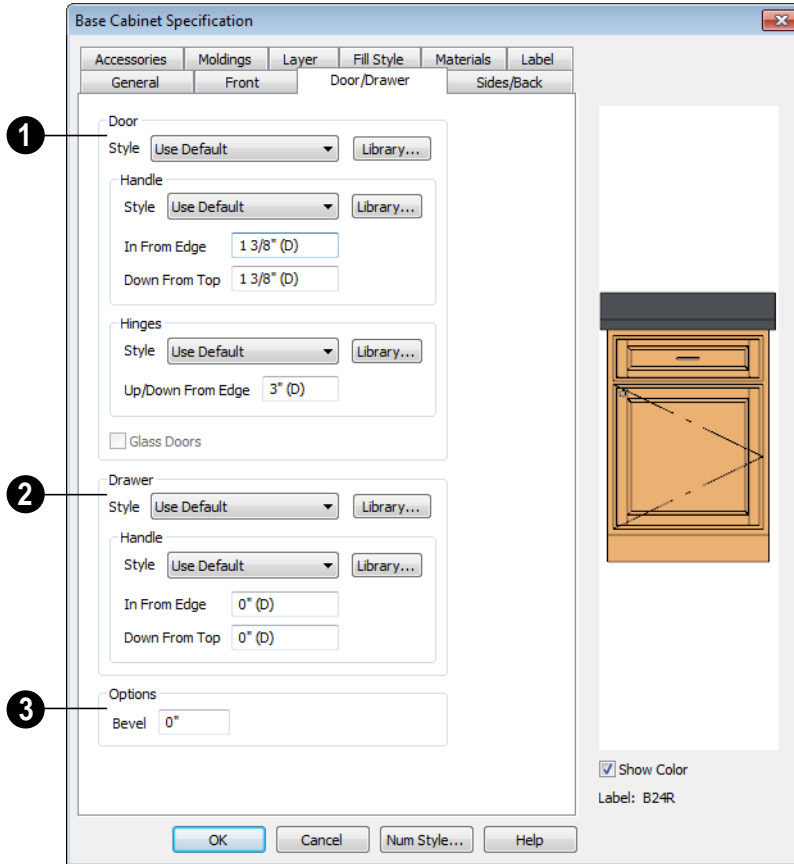 Base Cabinet Specification
Accessories Moldings Layer Fill Style Materials Label
General Front Door/Drawer Sides/Back
1
Door
Style Use Default Library...
Handle
Style Use Default Library...
In From Edge 1 3/8" (D)
Down From Top 1 3/8" (D)
Hinges
Style Use Default Library...
Up/Down From Edge 3" (D)
Glass Doors
2
Drawer
Style Use Default Library...
Handle
Style Use Default Library...
In From Edge 0" (D)
Down From Top 0" (D)
3
Options
Bevel 0"
Show Color
Label: B24R
OK Cancel Num Style... Help